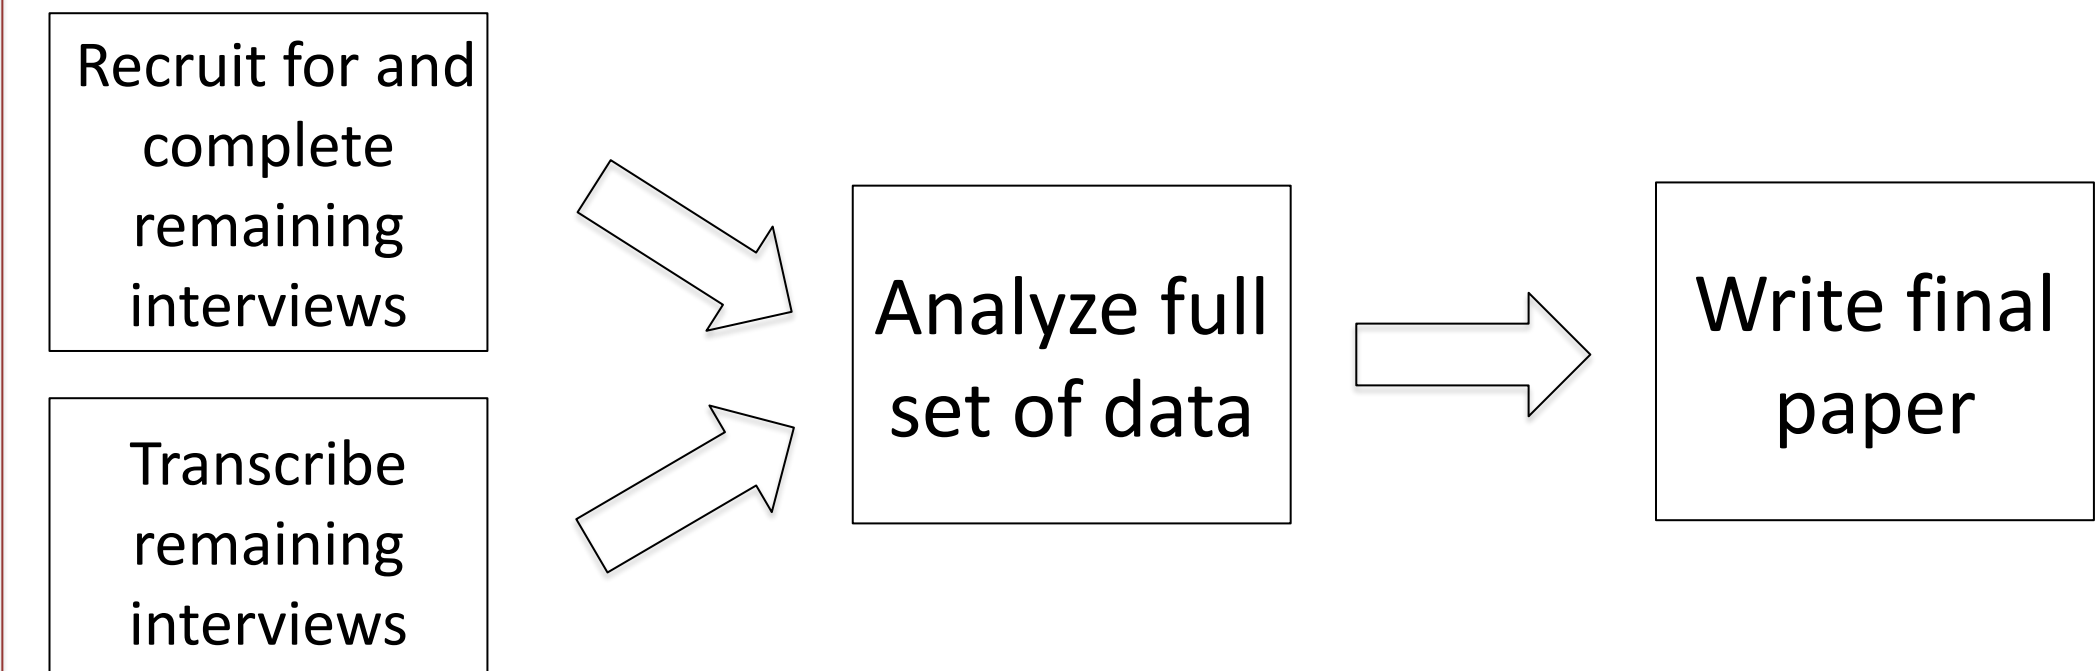 Recruit for and
complete
remaining
interviews
Transcribe
remaining
interviews
Analyze full
set of data
Write final
paper